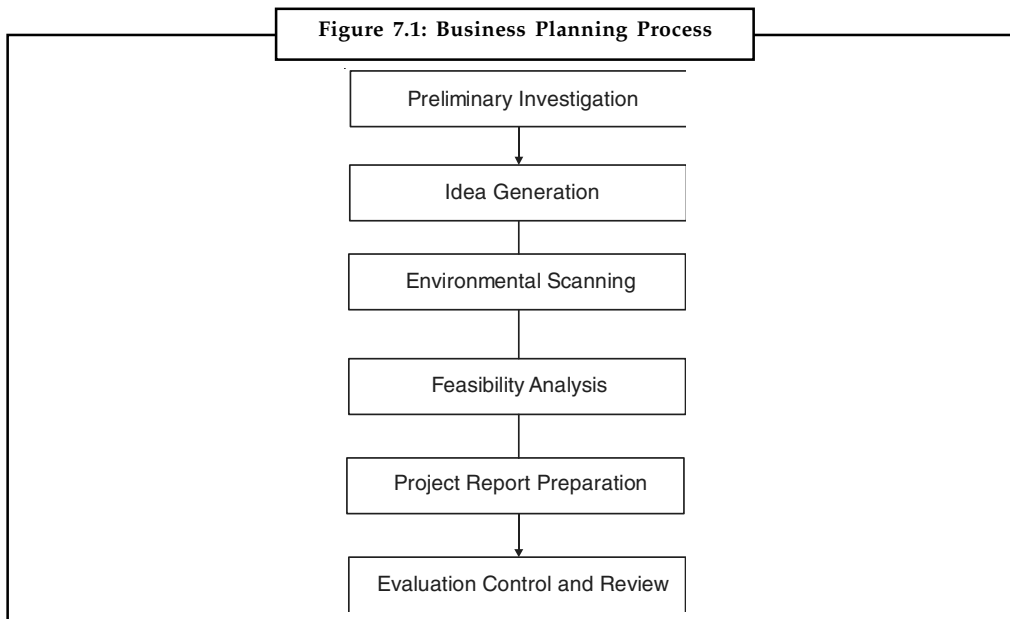 Figure 7.1: Business Planning Process
Preliminary Investigation
Idea Generation
Environmental Scanning
Feasibility Analysis
Project Report Preparation
Evaluation Control and Review